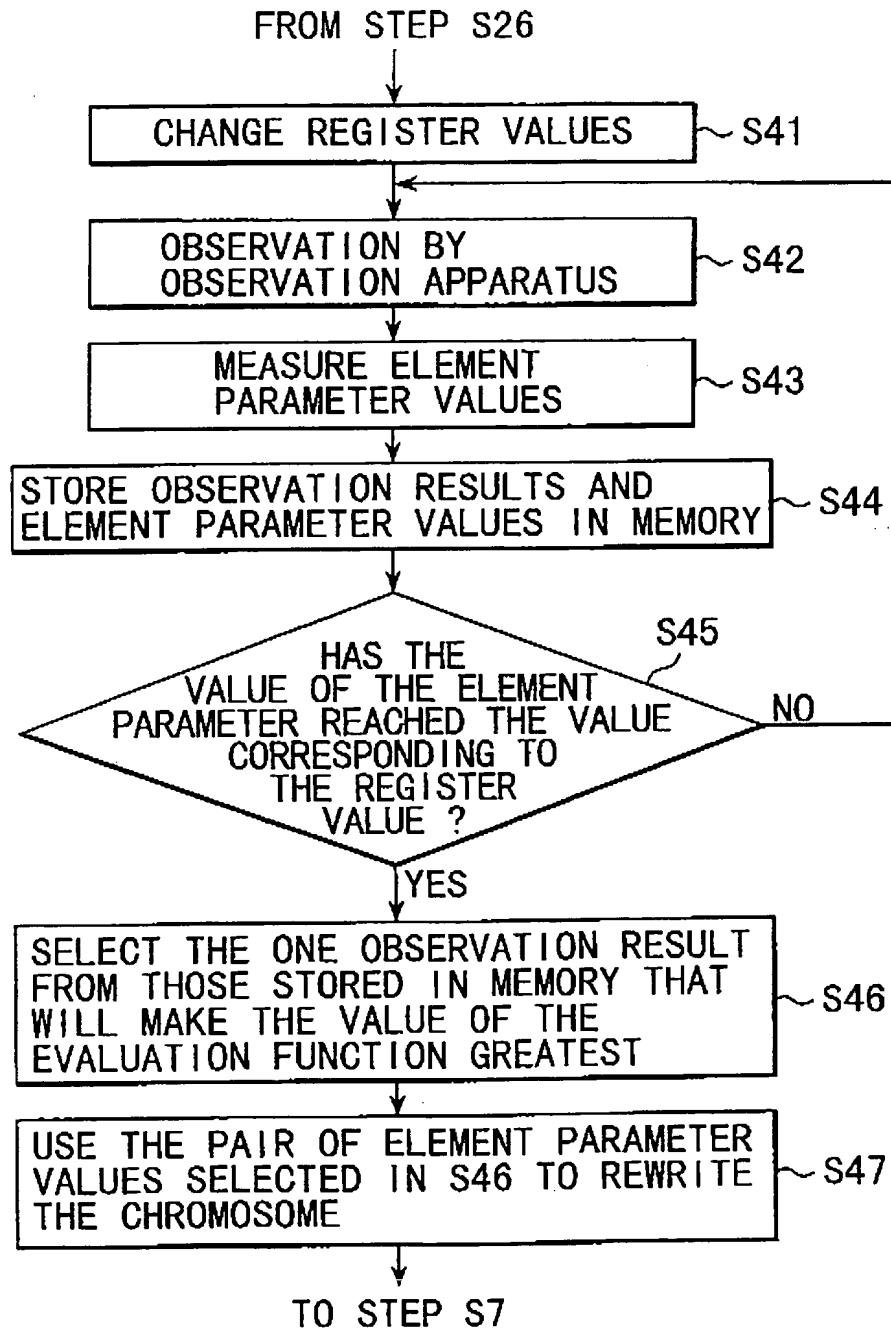 FROM STEP S26
CHANGE REGISTER VALUES
S41
OBSERVATION BY
OBSERVATION APPARATUS
S42
MEASURE ELEMENT
PARAMETER VALUES
S43
STORE OBSERVATION RESULTS AND
ELEMENT PARAMETER VALUES IN MEMORY
S44
S45
HAS THE
VALUE OF THE ELEMENT
PARAMETER REACHED THE VALUE
CORRESPONDING TO
THE REGISTER
VALUE ?
NO
YES
SELECT THE ONE OBSERVATION RESULT
FROM THOSE STORED IN MEMORY THAT
WILL MAKE THE VALUE OF THE
EVALUATION FUNCTION GREATEST
S46
USE THE PAIR OF ELEMENT PARAMETER
VALUES SELECTED IN S46 TO REWRITE
THE CHROMOSOME
S47
TO STEP S7